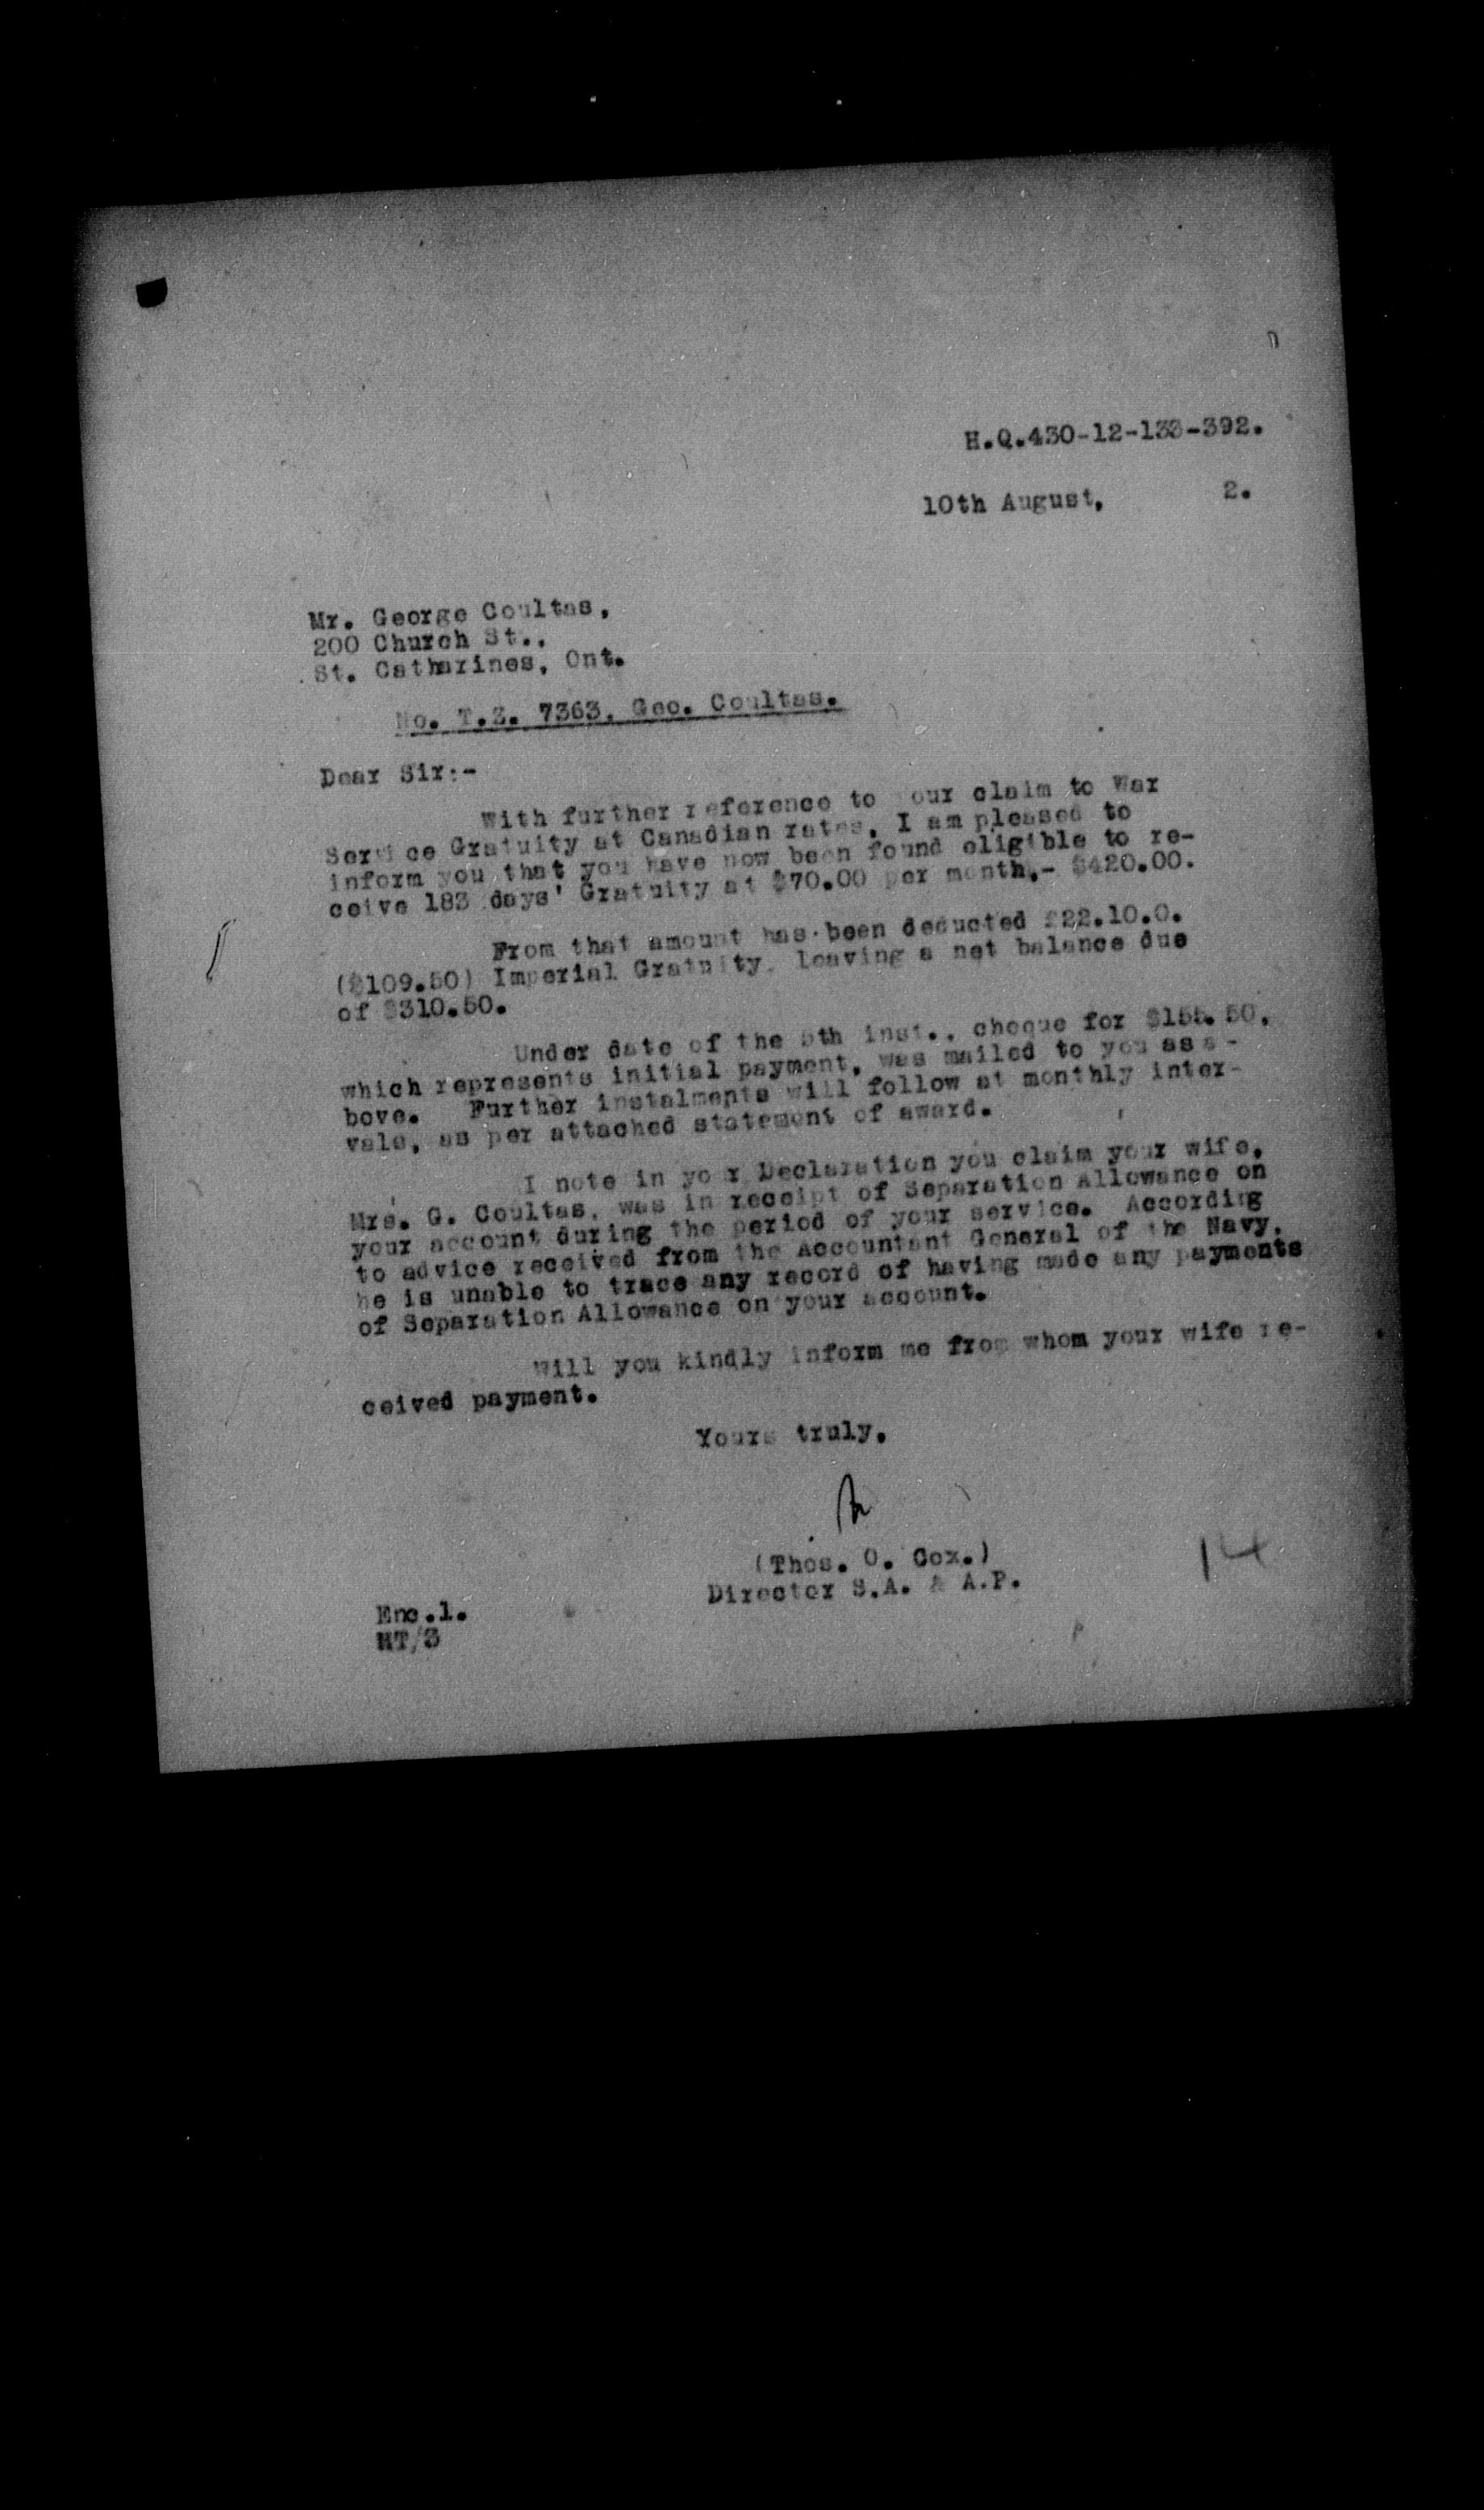 H.Q.430-12-133-392.
10th August, 2.
Mr. George Coultas,
200 Church St.,
St. Catharines, Ont.
No. T.Z. 7363, Geo. Coultas.
Dear Sir:-
With further reference to our claim to War
Service Gratuity at Canadian rates, I am pleased to
inform you that you have now been found eligible to re-
ceive 183 days' Gratuity at $70.00 per month,- $420.00.
From that amount has been deducted £22.10.0.
($109.50) Imperial Gratuity, leaving a net balance due
of $310.50.
Under date of the 5th inst., cheque for $155.50,
which represents initial payment, was mailed to you as a-
bove. Further instalments will follow at monthly inter-
vals, as per attached statement of award.
I note in yo r Declaration you claim your wife,
Mrs. G. Coultas, was in receipt of Separation Allowance on
your account during the period of your service. According
to advice received from the Accountant General of the Navy,
he is unable to trace any record of having made any payments
of Separation Allowance on your account.
Will you kindly inform me from whom your wife re-
ceived payment.
Yours truly,
(Thos. O. Cox.)
Director S.A. & A.P.
14
Enc.1.
MT/3